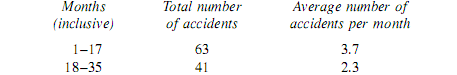 Months Total number Average number of
(inclusive) of accidents accidents per month
1–17 63 3.7
18–35 41 2.3